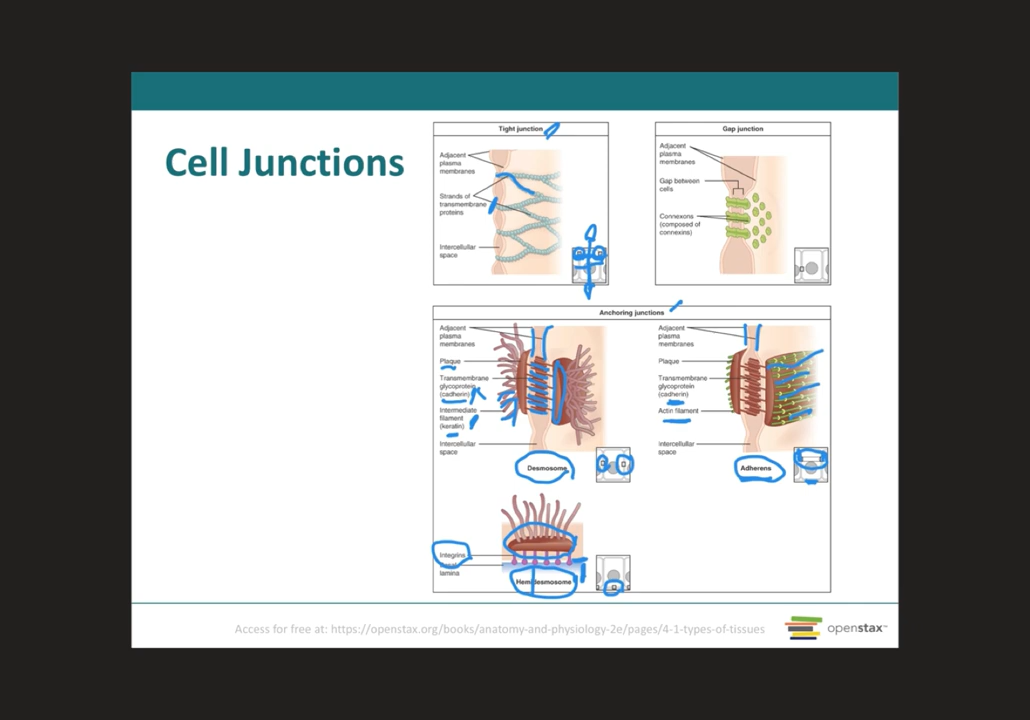 Cell Junctions
Tight junction
Adjacent
plasma
membranes
Strands of
transmembrane
proteins
Intercellular
space
Gap junction
Adjacent
plasma
membranes
Gap between
cells
Connexons
(composed of
connexins)
Anchoring junctions
Adjacent
plasma
membranes
Plaque
Transmembrane
glycoprotein
(cadherin)
Intermediate
filament
(keratin)
Intercellular
space
Desmosome
Adjacent
plasma
membranes
Plaque
Transmembrane
glycoprotein
(cadherin)
Actin filament
Intercellular
space
Adherens
Integrins
lamina
Hemidesmosome
Access for free at: https://openstax.org/books/anatomy-and-physiology-2e/pages/4-1-types-of-tissues
openstax™